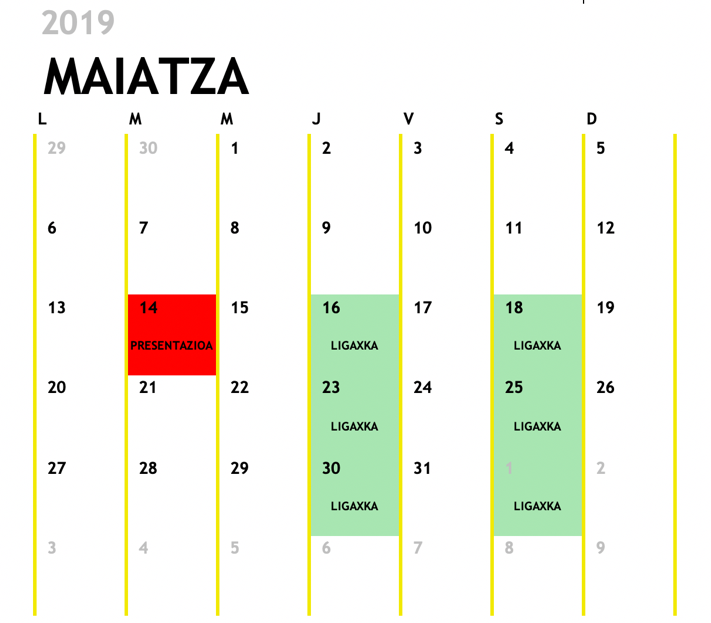 2019
MAIATZA
L M M J V S D
29 30 1 2 3 4 5
6 7 8 9 10 11 12
13 14 15 16 17 18 19
PRESENTAZIOA LIGAXKA LIGAXKA
20 21 22 23 24 25 26
LIGAXKA LIGAXKA
27 28 29 30 31 1 2
LIGAXKA LIGAXKA
3 4 5 6 7 8 9